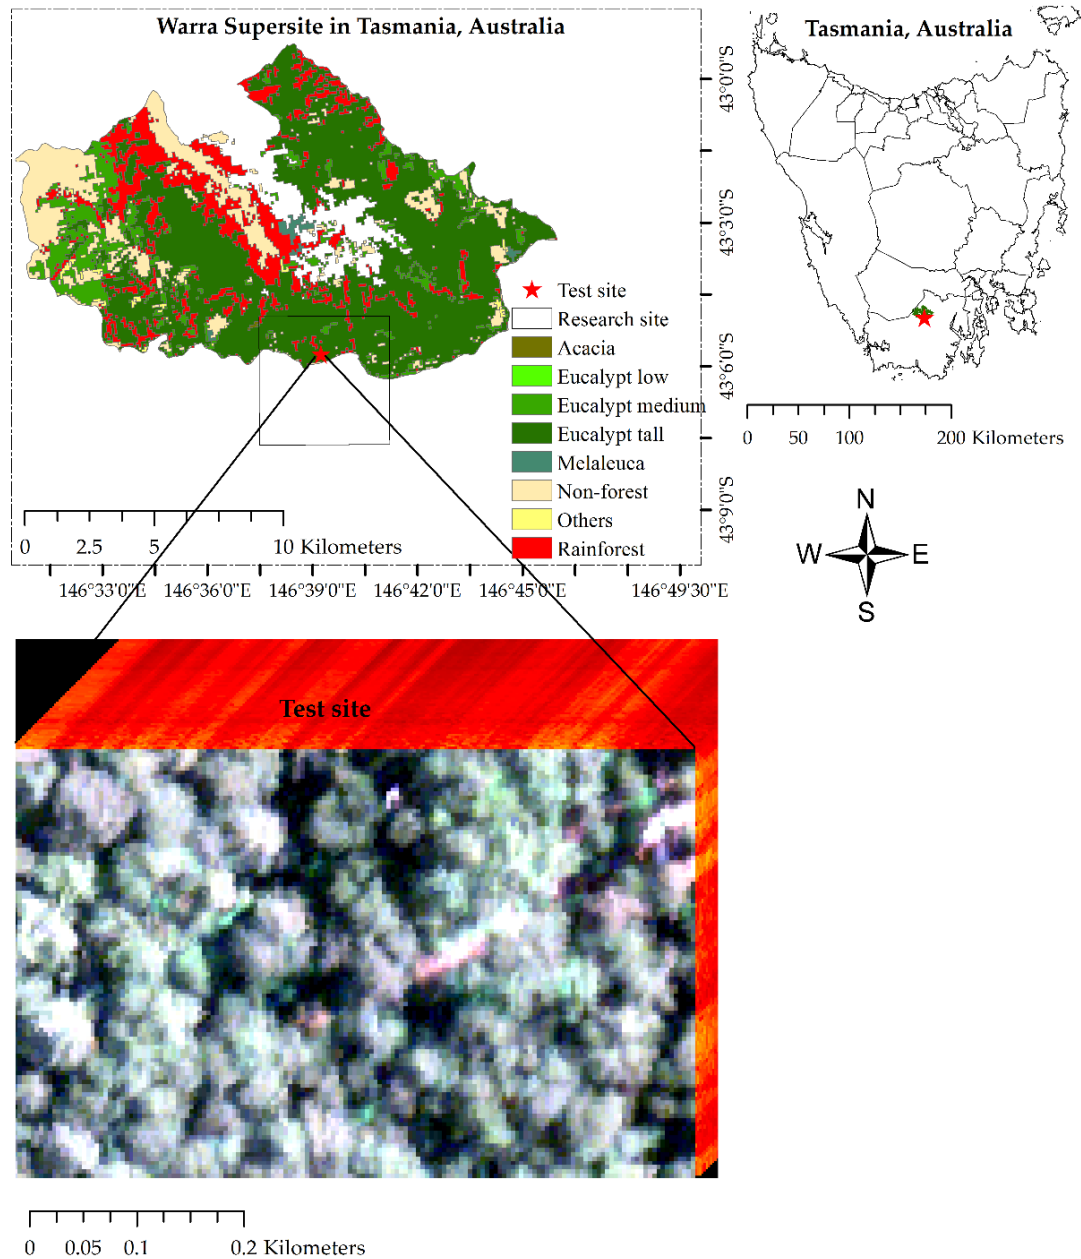 Warra Supersite in Tasmania, Australia
Tasmania, Australia
43°0'0"S
43°3'0"S
43°6'0"S
43°9'0"S
Test site
Research site
Acacia
Eucalypt low
Eucalypt medium
Eucalypt tall
Melaleuca
Non-forest
Others
Rainforest
0 2.5 5 10 Kilometers
146°33'0"E 146°36'0"E 146°39'0"E 146°42'0"E 146°45'0"E 146°49'30"E
0 50 100 200 Kilometers
N
W E
S
Test site
0 0.05 0.1 0.2 Kilometers